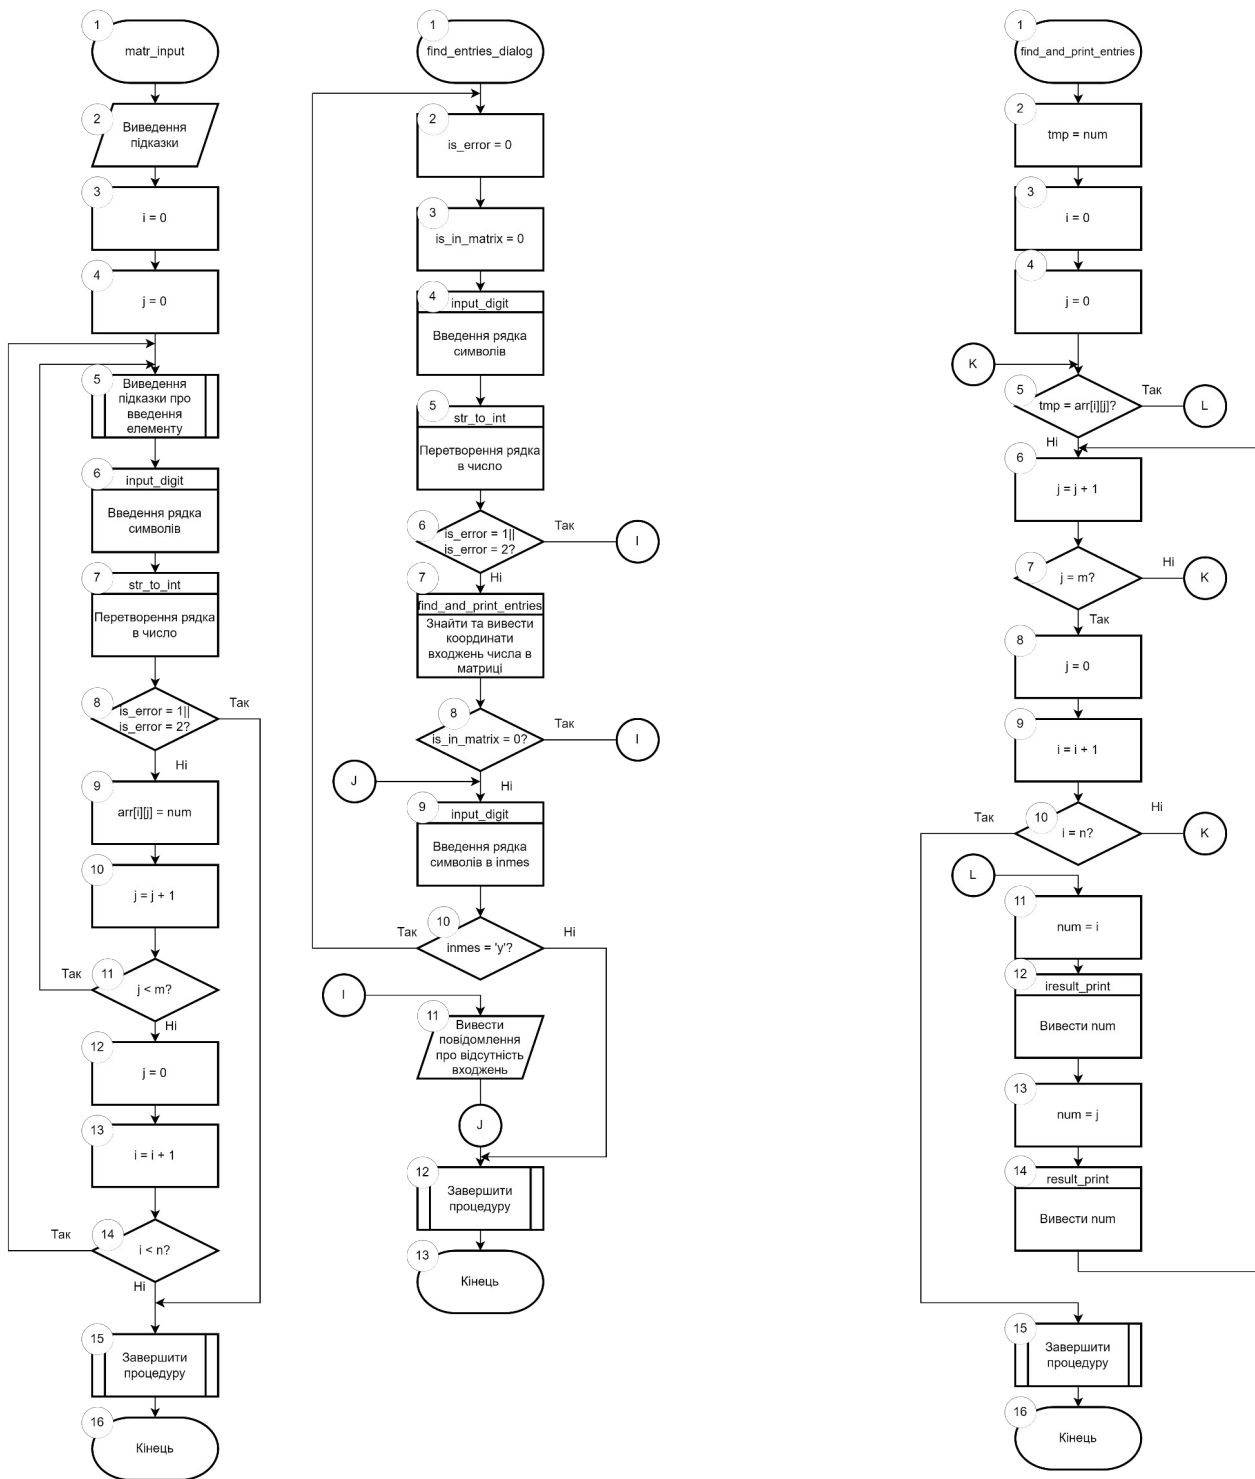 1
matr_input
2
Виведення
підказки
3
i = 0
4
j = 0
5
Виведення
підказки про
введення
елементу
6
input_digit
Введення рядка
символів
7
str_to_int
Перетворення рядка
в число
8
is_error = 1||
is_error = 2?
Так
Ні
9
arr[i][j] = num
10
j = j + 1
11
j < m?
Так
Ні
12
j = 0
13
i = i + 1
14
i < n?
Так
Ні
15
Завершити
процедуру
16
Кінець
1
find_entries_dialog
2
is_error = 0
3
is_in_matrix = 0
4
input_digit
Введення рядка
символів
5
str_to_int
Перетворення рядка
в число
6
is_error = 1||
is_error = 2?
Так
I
Ні
7
find_and_print_entries
Знайти та вивести
координати
входжень числа в
матриці
8
is_in_matrix = 0?
Так
I
Ні
J
9
input_digit
Введення рядка
символів в inmes
10
inmes = 'y'?
Так
Ні
I
11
Вивести
повідомлення
про відсутність
входжень
J
12
Завершити
процедуру
13
Кінець
1
find_and_print_entries
2
tmp = num
3
i = 0
4
j = 0
K
5
tmp = arr[i][j]?
Так
L
Ні
6
j = j + 1
7
j = m?
Ні
K
Так
8
j = 0
9
i = i + 1
10
i = n?
Так
Ні
K
L
11
num = i
12
iresult_print
Вивести num
13
num = j
14
result_print
Вивести num
15
Завершити
процедуру
16
Кінець